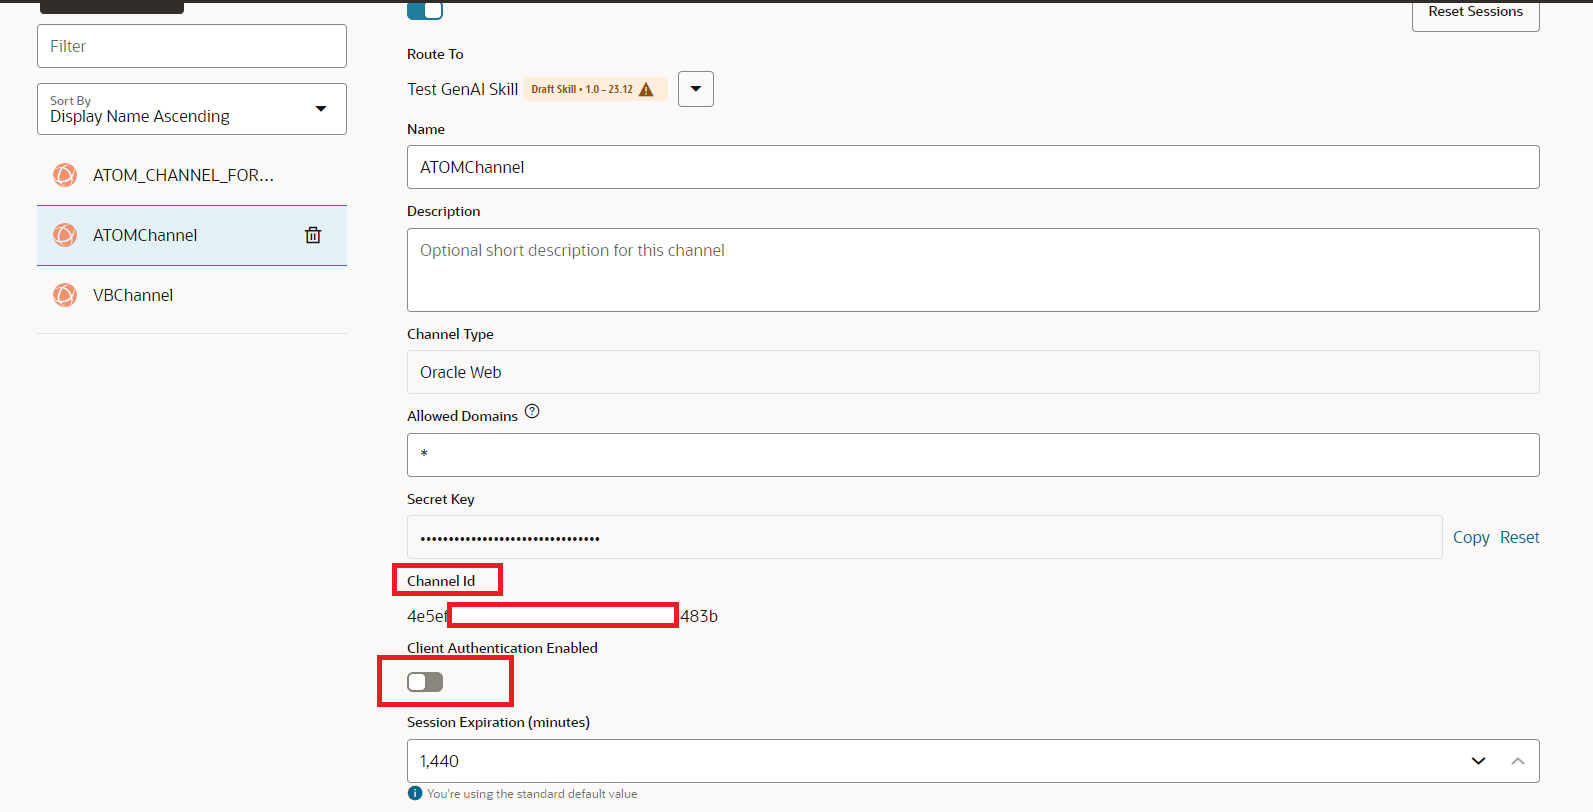 Filter
Sort By
Display Name Ascending
ATOM_CHANNEL_FOR...
ATOMChannel
VBChannel
Reset Sessions
Route To
Test GenAI Skill Draft Skill • 1.0 - 23.12
Name
ATOMChannel
Description
Optional short description for this channel
Channel Type
Oracle Web
Allowed Domains ?
*
Secret Key
•••••••••••••••••••••••••••••••• Copy Reset
Channel Id
4e5ef 483b
Client Authentication Enabled
Session Expiration (minutes)
1,440
You're using the standard default value